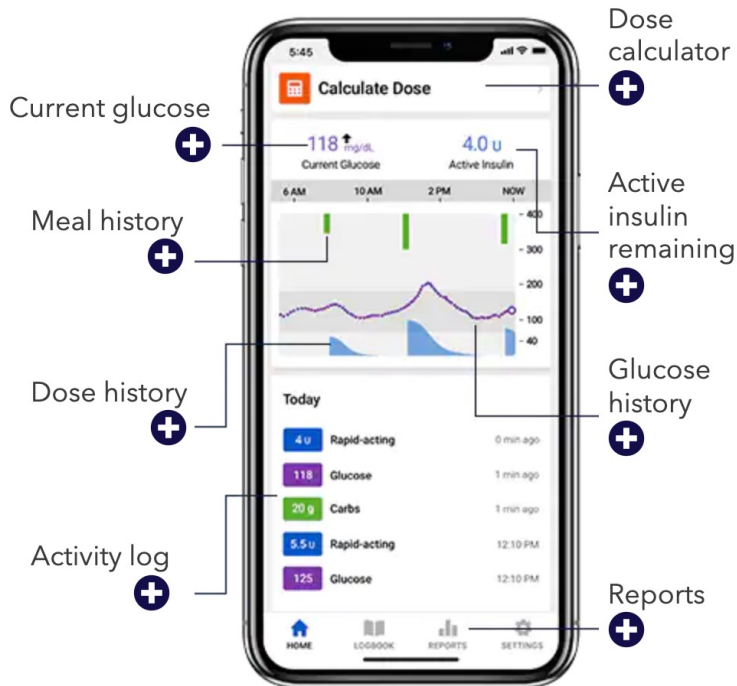 Dose
calculator
Current glucose
Meal history
Dose history
Activity log
Active
insulin
remaining
Glucose
history
Reports
5:45
Calculate Dose
118 mg/dL
Current Glucose
4.0 u
Active Insulin
6 AM 10 AM 2 PM NOW
- 400
- 300
- 200
- 100
- 40
Today
4 u Rapid-acting 0 min ago
118 Glucose 1 min ago
20 g Carbs 1 min ago
5.5 u Rapid-acting 12:10 PM
125 Glucose 12:10 PM
HOME LOGBOOK REPORTS SETTINGS